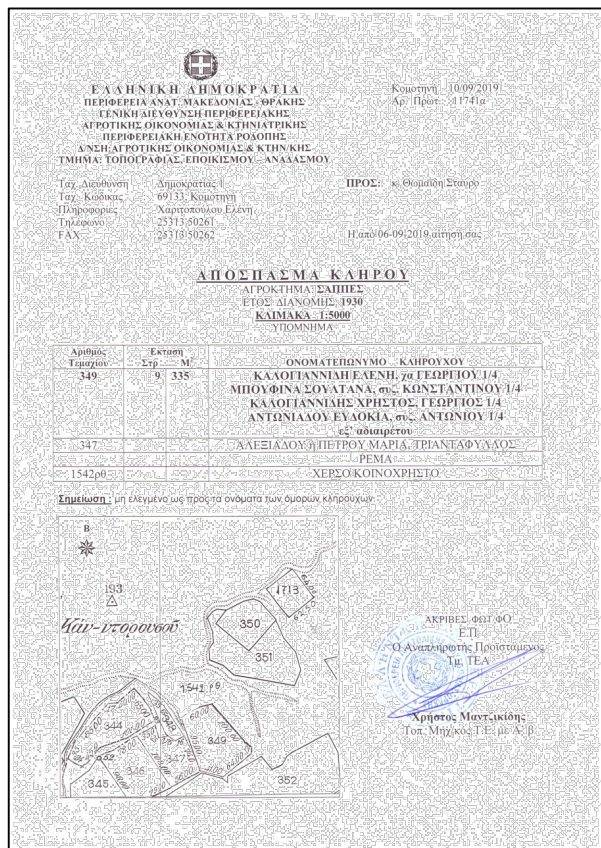 ΕΛΛΗΝΙΚΗ ΔΗΜΟΚΡΑΤΙΑ
ΠΕΡΙΦΕΡΕΙΑ ΑΝΑΤ. ΜΑΚΕΔΟΝΙΑΣ - ΘΡΑΚΗΣ
ΓΕΝΙΚΗ ΔΙΕΥΘΥΝΣΗ ΠΕΡΙΦΕΡΕΙΑΚΗΣ
ΑΓΡΟΤΙΚΗΣ ΟΙΚΟΝΟΜΙΑΣ & ΚΤΗΝΙΑΤΡΙΚΗΣ
ΠΕΡΙΦΕΡΕΙΑΚΗ ΕΝΟΤΗΤΑ ΡΟΔΟΠΗΣ
Δ/ΝΣΗ:ΑΓΡΟΤΙΚΗΣ ΟΙΚΟΝΟΜΙΑΣ & ΚΤΗΝ/ΚΗΣ
ΤΜΗΜΑ: ΤΟΠΟΓΡΑΦΙΑΣ, ΕΠΟΙΚΙΣΜΟΥ – ΑΝΑΔΑΣΜΟΥ
Κομοτηνή 10/09/2019
Αρ. Πρωτ. 11741α
Ταχ. Διεύθυνση Δημοκρατίας 1
Ταχ. Κώδικας 69133, Κομοτηνή
Πληροφορίες Χαριτοπούλου Ελένη
Τηλέφωνο 25313 50261
FAX 25313 50262
ΠΡΟΣ: κ. Θωμαΐδη Σταύρο
Η από 06-09-2019 αίτησή σας
ΑΠΟΣΠΑΣΜΑ ΚΛΗΡΟΥ
ΑΓΡΟΚΤΗΜΑ: ΣΑΠΠΕΣ
ΕΤΟΣ ΔΙΑΝΟΜΗΣ: 1930
ΚΛΙΜΑΚΑ 1:5000
ΥΠΟΜΝΗΜΑ
Αριθμός Τεμαχίου Έκταση Στρ Μ² ΟΝΟΜΑΤΕΠΩΝΥΜΟ ΚΛΗΡΟΥΧΟΥ
349 9 335 ΚΑΛΟΓΙΑΝΝΙΔΗ ΕΛΕΝΗ, χα ΓΕΩΡΓΙΟΥ 1/4
ΜΠΟΥΦΙΝΑ ΣΟΥΛΤΑΝΑ, συζ. ΚΩΝΣΤΑΝΤΙΝΟΥ 1/4
ΚΑΛΟΓΙΑΝΝΙΔΗΣ ΧΡΗΣΤΟΣ, ΓΕΩΡΓΙΟΣ 1/4
ΑΝΤΩΝΙΑΔΟΥ ΕΥΔΟΚΙΑ, συζ. ΑΝΤΩΝΙΟΥ 1/4
εξ' αδιαιρέτου
347 ΑΛΕΞΙΑΔΟΥ ή ΠΕΤΡΟΥ ΜΑΡΙΑ, ΤΡΙΑΝΤΑΦΥΛΛΟΣ
ΡΕΜΑ
1542ρθ ΧΕΡΣΟ ΚΟΙΝΟΧΡΗΣΤΟ
Σημείωση : μη ελεγμένο ως προς τα ονόματα των όμορων κληρούχων
Β
193
Κάν-ντορουσού
1713
350
351
1542 ρθ
344
349
347
346
345
352
ΑΚΡΙΒΕΣ ΦΩΤ/ΦΟ
Ε.Π
Ο Αναπληρωτής Προϊστάμενος
Τμ. ΤΕΑ
Χρήστος Μαντζικίδης
Τοπ. Μηχ/κός Τ.Ε. με Α' β